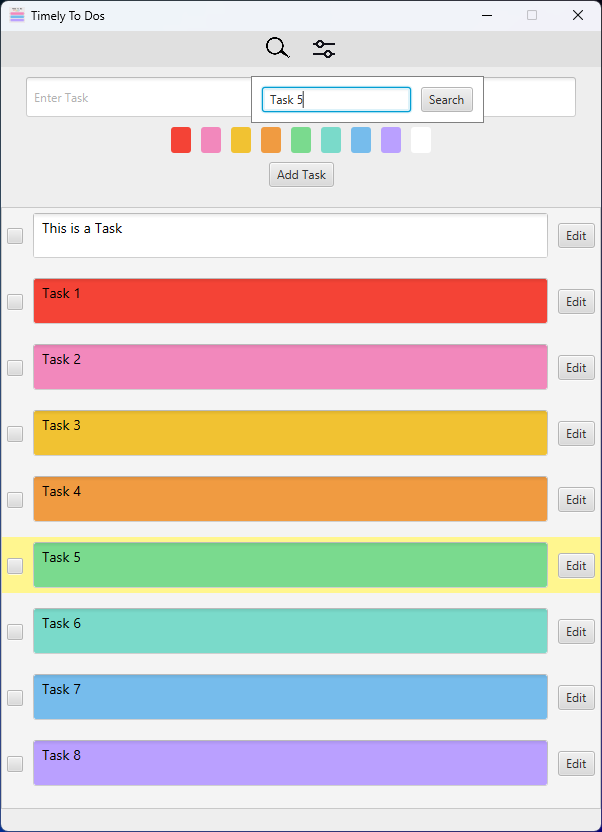 Timely To Dos
Enter Task
Task 5
Search
Add Task
This is a Task
Edit
Task 1
Edit
Task 2
Edit
Task 3
Edit
Task 4
Edit
Task 5
Edit
Task 6
Edit
Task 7
Edit
Task 8
Edit